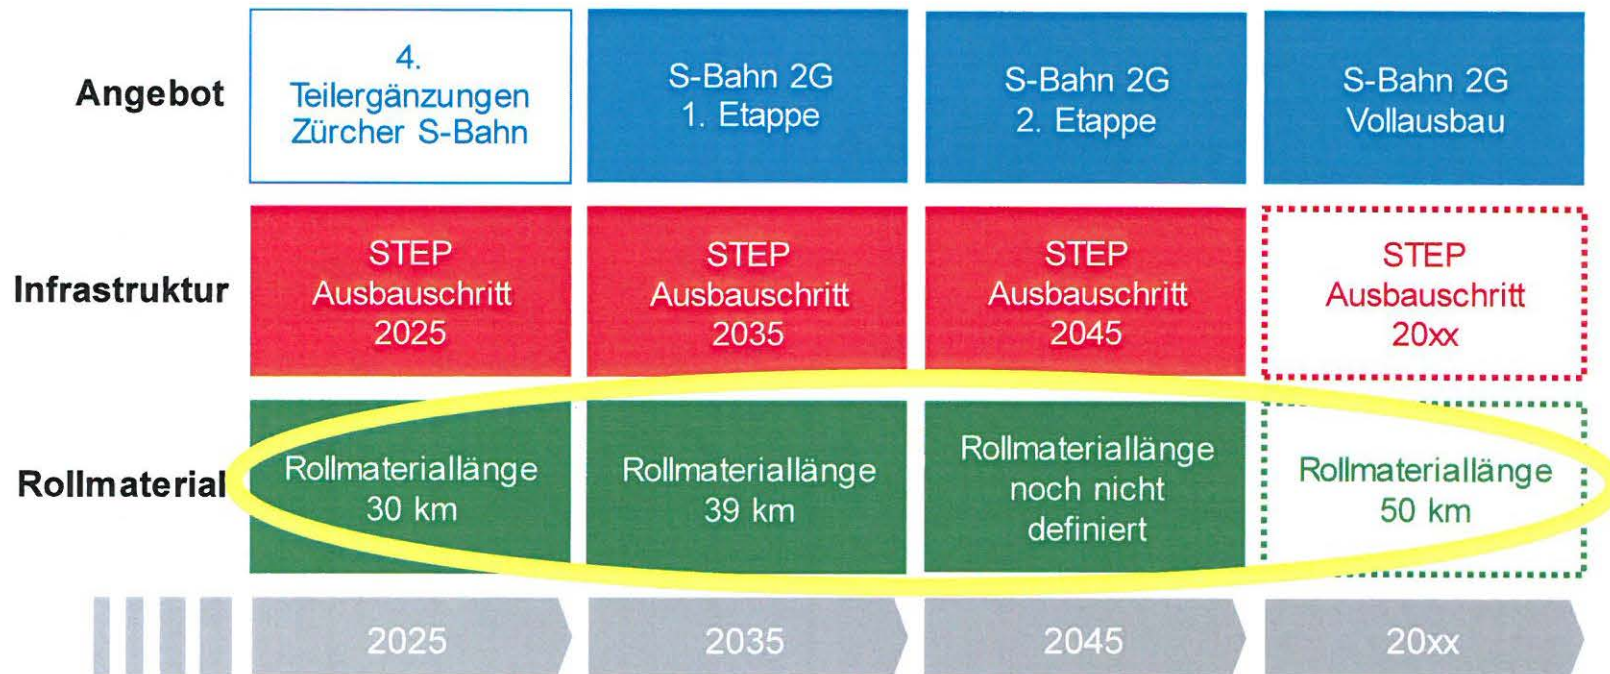 Angebot
4.
Teilergänzungen
Zürcher S-Bahn
S-Bahn 2G
1. Etappe
S-Bahn 2G
2. Etappe
S-Bahn 2G
Vollausbau
Infrastruktur
STEP
Ausbauschritt
2025
STEP
Ausbauschritt
2035
STEP
Ausbauschritt
2045
STEP
Ausbauschritt
20xx
Rollmaterial
Rollmateriallänge
30 km
Rollmateriallänge
39 km
Rollmateriallänge
noch nicht
definiert
Rollmateriallänge
50 km
2025
2035
2045
20xx